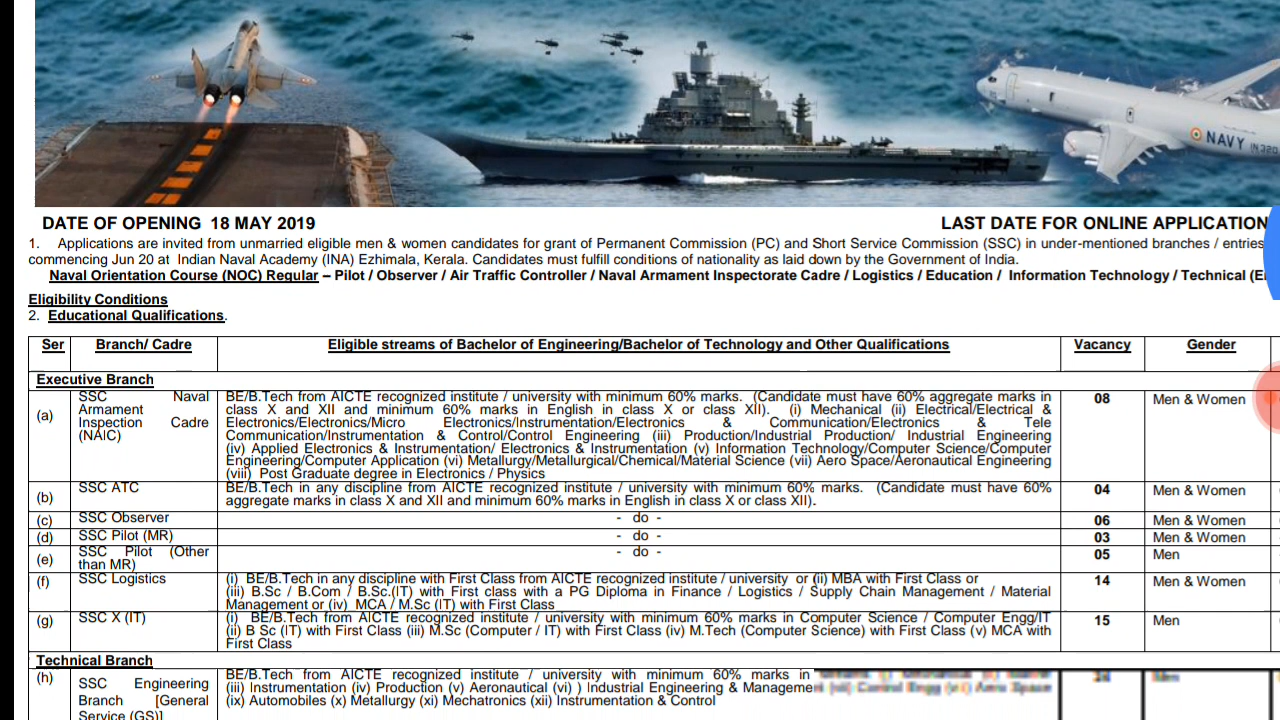 NAVY IN 320
DATE OF OPENING 18 MAY 2019 LAST DATE FOR ONLINE APPLICATION
1. Applications are invited from unmarried eligible men & women candidates for grant of Permanent Commission (PC) and Short Service Commission (SSC) in under-mentioned branches / entries
commencing Jun 20 at Indian Naval Academy (INA) Ezhimala, Kerala. Candidates must fulfill conditions of nationality as laid down by the Government of India.
Naval Orientation Course (NOC) Regular – Pilot / Observer / Air Traffic Controller / Naval Armament Inspectorate Cadre / Logistics / Education / Information Technology / Technical (E
Eligibility Conditions
2. Educational Qualifications.
Ser Branch/ Cadre Eligible streams of Bachelor of Engineering/Bachelor of Technology and Other Qualifications Vacancy Gender
Executive Branch
(a) SSC Naval Armament Inspection Cadre (NAIC) BE/B.Tech from AICTE recognized institute / university with minimum 60% marks. (Candidate must have 60% aggregate marks in 08 Men & Women
class X and XII and minimum 60% marks in English in class X or class XII). (i) Mechanical (ii) Electrical/Electrical &
Electronics/Electronics/Micro Electronics/Instrumentation/Electronics & Communication/Electronics & Tele
Communication/Instrumentation & Control/Control Engineering (iii) Production/Industrial Production/ Industrial Engineering
(iv) Applied Electronics & Instrumentation/ Electronics & Instrumentation (v) Information Technology/Computer Science/Computer
Engineering/Computer Application (vi) Metallurgy/Metallurgical/Chemical/Material Science (vii) Aero Space/Aeronautical Engineering
(viii) Post Graduate degree in Electronics / Physics
(b) SSC ATC BE/B.Tech in any discipline from AICTE recognized institute / university with minimum 60% marks. (Candidate must have 60% 04 Men & Women
aggregate marks in class X and XII and minimum 60% marks in English in class X or class XII).
(c) SSC Observer - do - 06 Men & Women
(d) SSC Pilot (MR) - do - 03 Men & Women
(e) SSC Pilot (Other than MR) - do - 05 Men
(f) SSC Logistics (i) BE/B.Tech in any discipline with First Class from AICTE recognized institute / university or (ii) MBA with First Class or 14 Men & Women
(iii) B.Sc / B.Com / B.Sc.(IT) with First class with a PG Diploma in Finance / Logistics / Supply Chain Management / Material
Management or (iv) MCA / M.Sc (IT) with First Class
(g) SSC X (IT) (i) BE/B.Tech from AICTE recognized institute / university with minimum 60% marks in Computer Science / Computer Engg/IT 15 Men
(ii) B Sc (IT) with First Class (iii) M.Sc (Computer / IT) with First Class (iv) M.Tech (Computer Science) with First Class (v) MCA with
First Class
Technical Branch
(h) SSC Engineering Branch [General Service (GS)] BE/B.Tech from AICTE recognized institute / university with minimum 60% marks in
(iii) Instrumentation (iv) Production (v) Aeronautical (vi) ) Industrial Engineering & Management
(ix) Automobiles (x) Metallurgy (xi) Mechatronics (xii) Instrumentation & Control